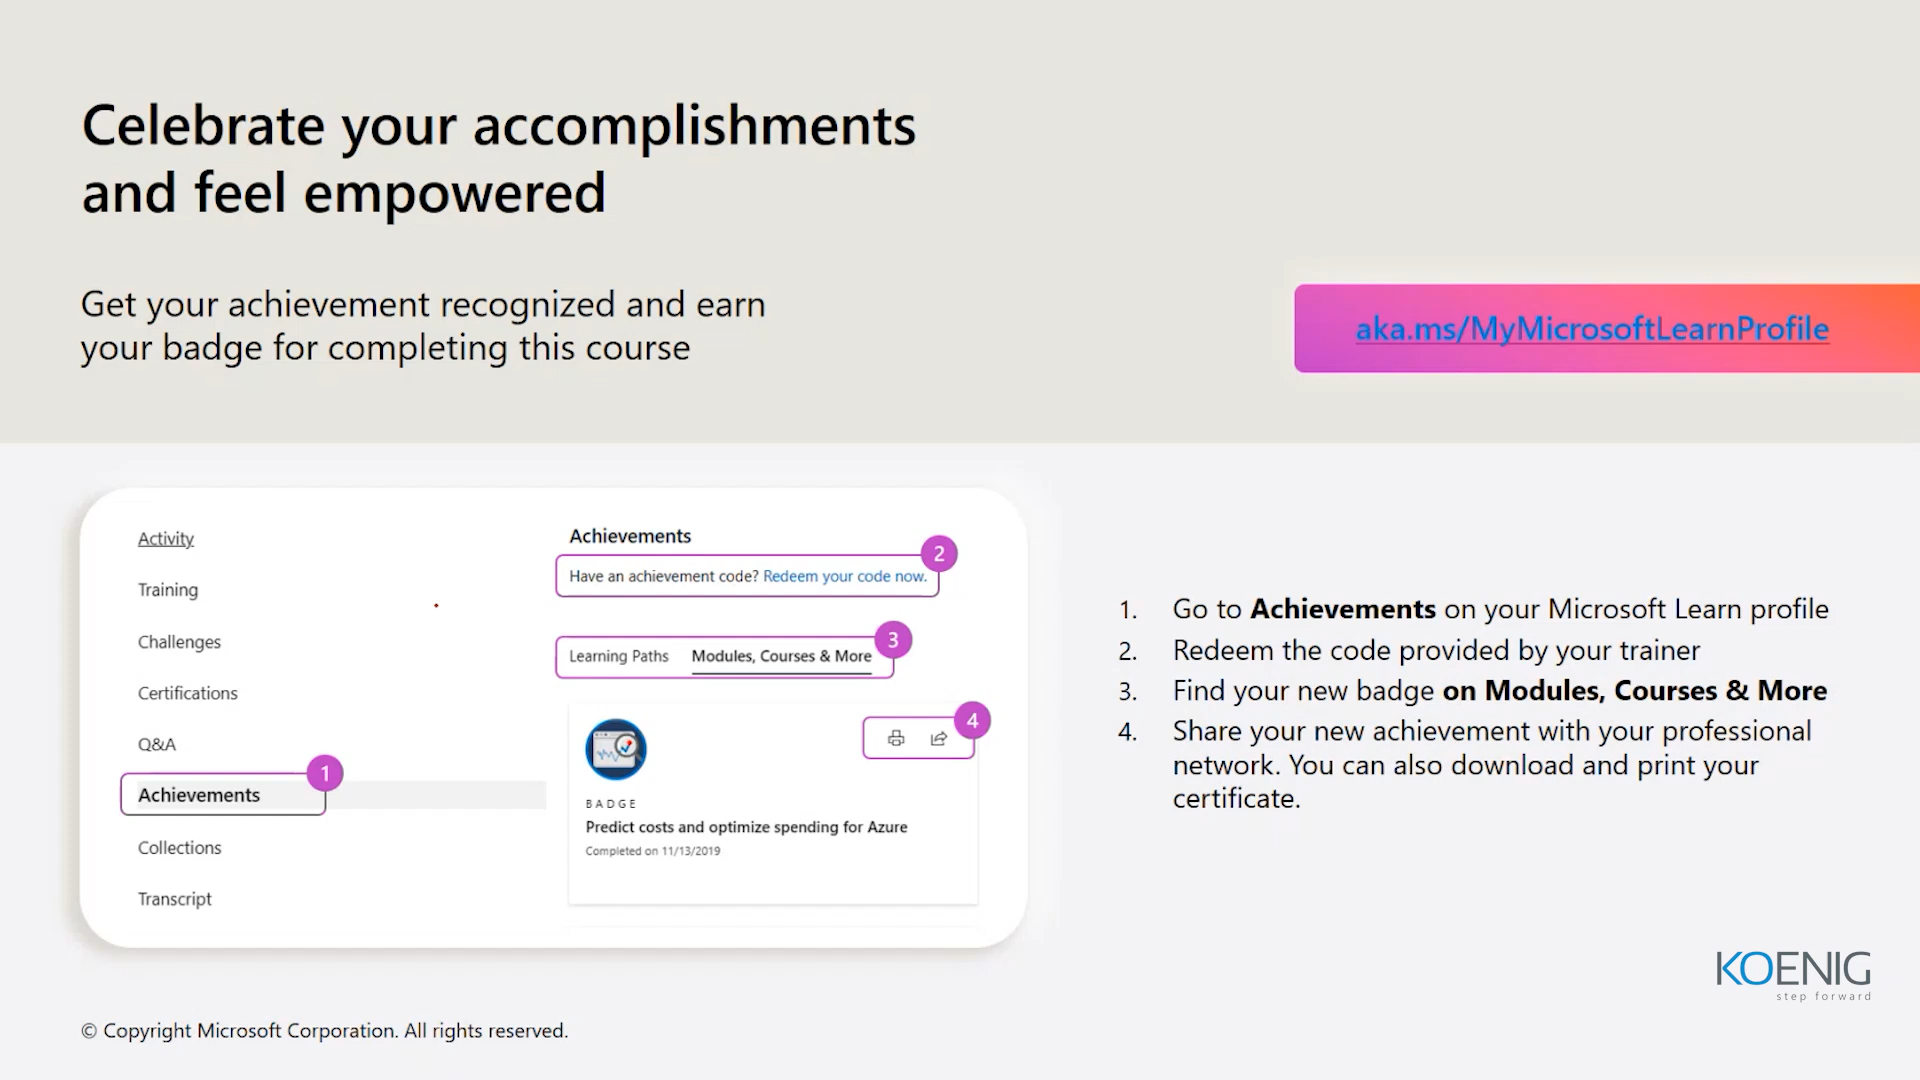 Celebrate your accomplishments
and feel empowered
Get your achievement recognized and earn
your badge for completing this course
aka.ms/MyMicrosoftLearnProfile
Activity
Training
Challenges
Certifications
Q&A
1
Achievements
Collections
Transcript
Achievements
2
Have an achievement code? Redeem your code now.
3
Learning Paths Modules, Courses & More
4
BADGE
Predict costs and optimize spending for Azure
Completed on 11/13/2019
1. Go to Achievements on your Microsoft Learn profile
2. Redeem the code provided by your trainer
3. Find your new badge on Modules, Courses & More
4. Share your new achievement with your professional
network. You can also download and print your
certificate.
KOENIG
step forward
© Copyright Microsoft Corporation. All rights reserved.